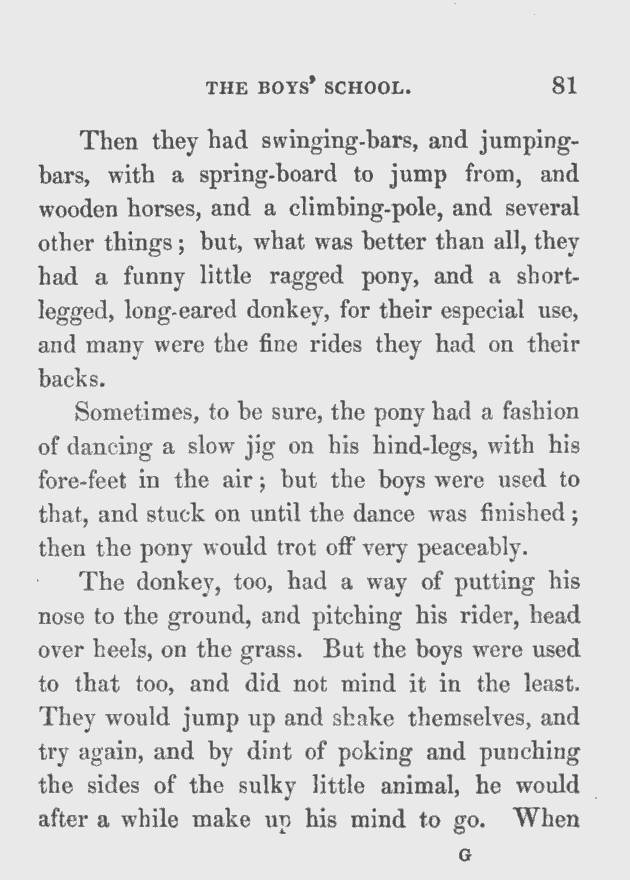 THE BOYS' SCHOOL. 81
Then they had swinging-bars, and jumping-
bars, with a spring-board to jump from, and
wooden horses, and a climbing-pole, and several
other things; but, what was better than all, they
had a funny little ragged pony, and a short-
legged, long-eared donkey, for their especial use,
and many were the fine rides they had on their
backs.
Sometimes, to be sure, the pony had a fashion
of dancing a slow jig on his hind-legs, with his
fore-feet in the air; but the boys were used to
that, and stuck on until the dance was finished;
then the pony would trot off very peaceably.
The donkey, too, had a way of putting his
nose to the ground, and pitching his rider, head
over heels, on the grass. But the boys were used
to that too, and did not mind it in the least.
They would jump up and shake themselves, and
try again, and by dint of poking and punching
the sides of the sulky little animal, he would
after a while make up his mind to go. When
G